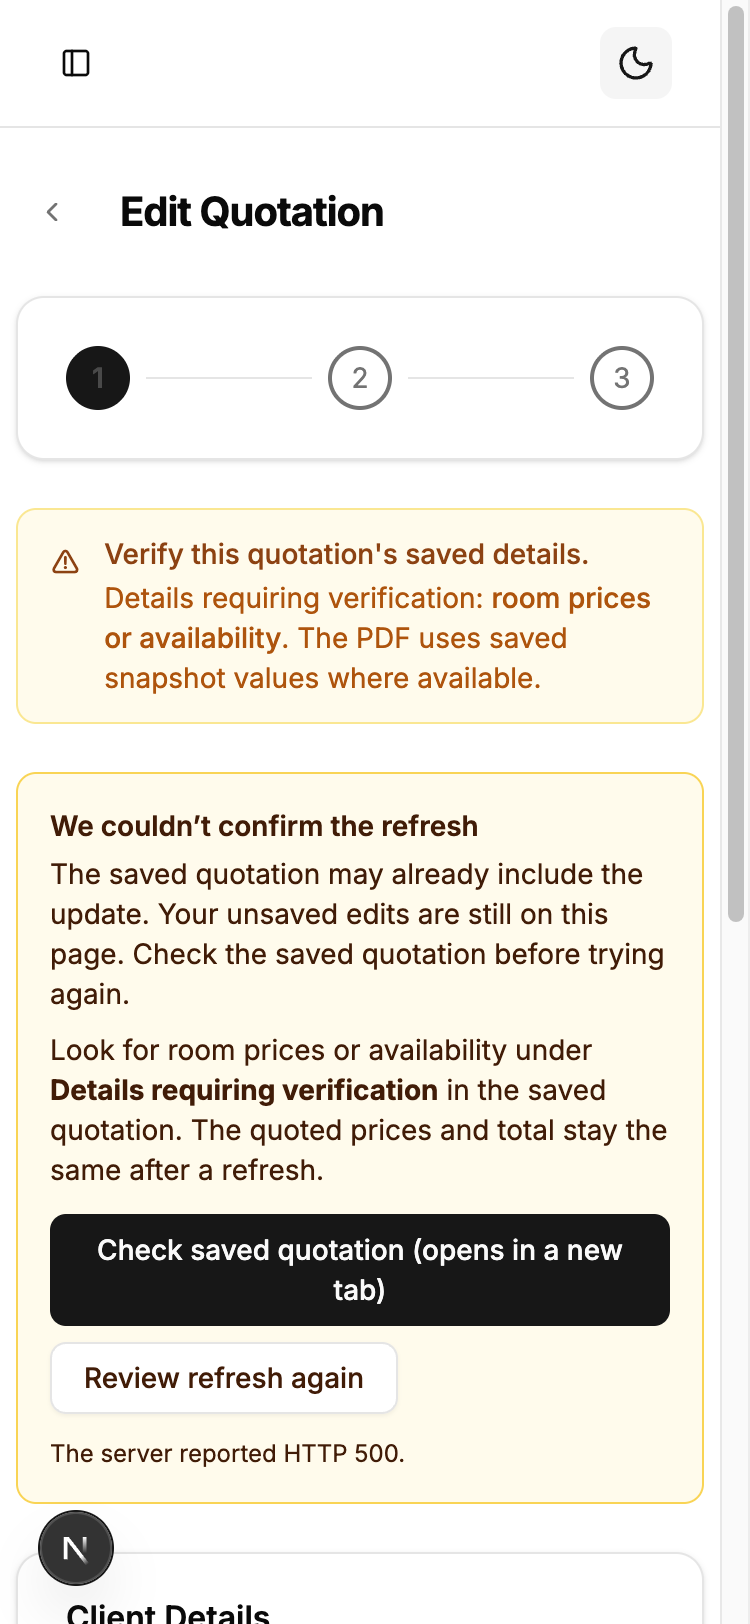 Edit Quotation
1
2
3
Verify this quotation's saved details.
Details requiring verification: room prices
or availability. The PDF uses saved
snapshot values where available.
We couldn’t confirm the refresh
The saved quotation may already include the
update. Your unsaved edits are still on this
page. Check the saved quotation before trying
again.
Look for room prices or availability under
Details requiring verification in the saved
quotation. The quoted prices and total stay the
same after a refresh.
Check saved quotation (opens in a new
tab)
Review refresh again
The server reported HTTP 500.
N
Client Details